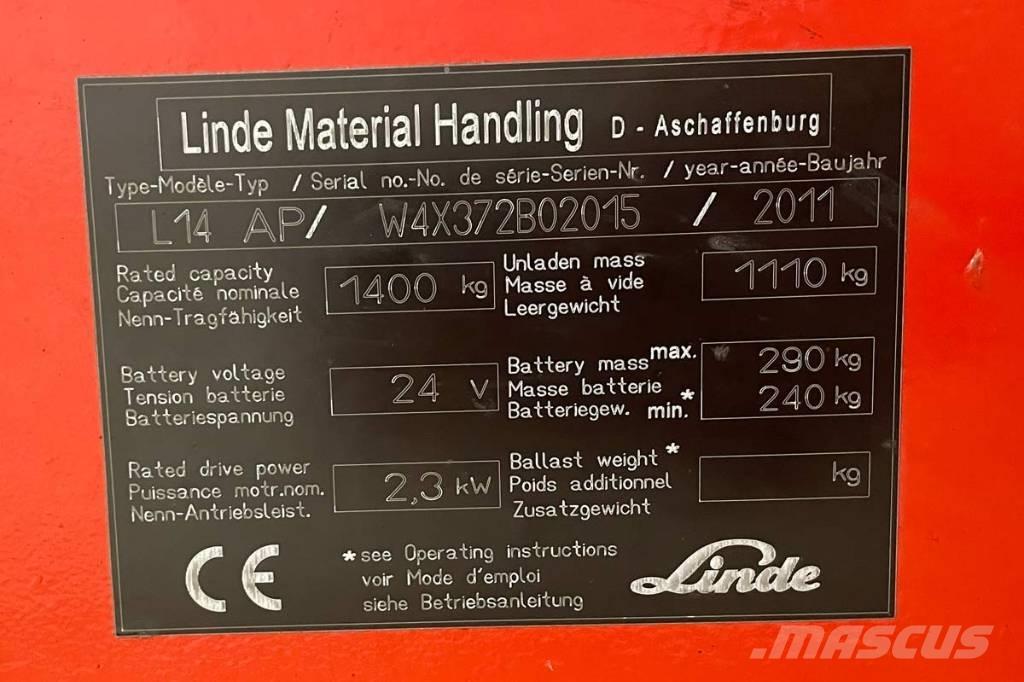 Linde Material Handling D - Aschaffenburg
Type-Modèle-Typ / Serial no.-No. de série-Serien-Nr. / year-année-Baujahr
L14 AP/ W4X372B02015 / 2011
Rated capacity
Capacité nominale
Nenn-Tragfähigkeit
1400 kg
Unladen mass
Masse à vide
Leergewicht
1110 kg
Battery voltage
Tension batterie
Batteriespannung
24 V
Battery mass max.
Masse batterie *
Batteriegew. min.
290 kg
240 kg
Rated drive power
Puissance motr.nom.
Nenn-Antriebsleist.
2,3 kW
Ballast weight *
Poids additionnel
Zusatzgewicht
kg
CE
* see Operating instructions
voir Mode d'emploi
siehe Betriebsanleitung
Linde
MASCUS